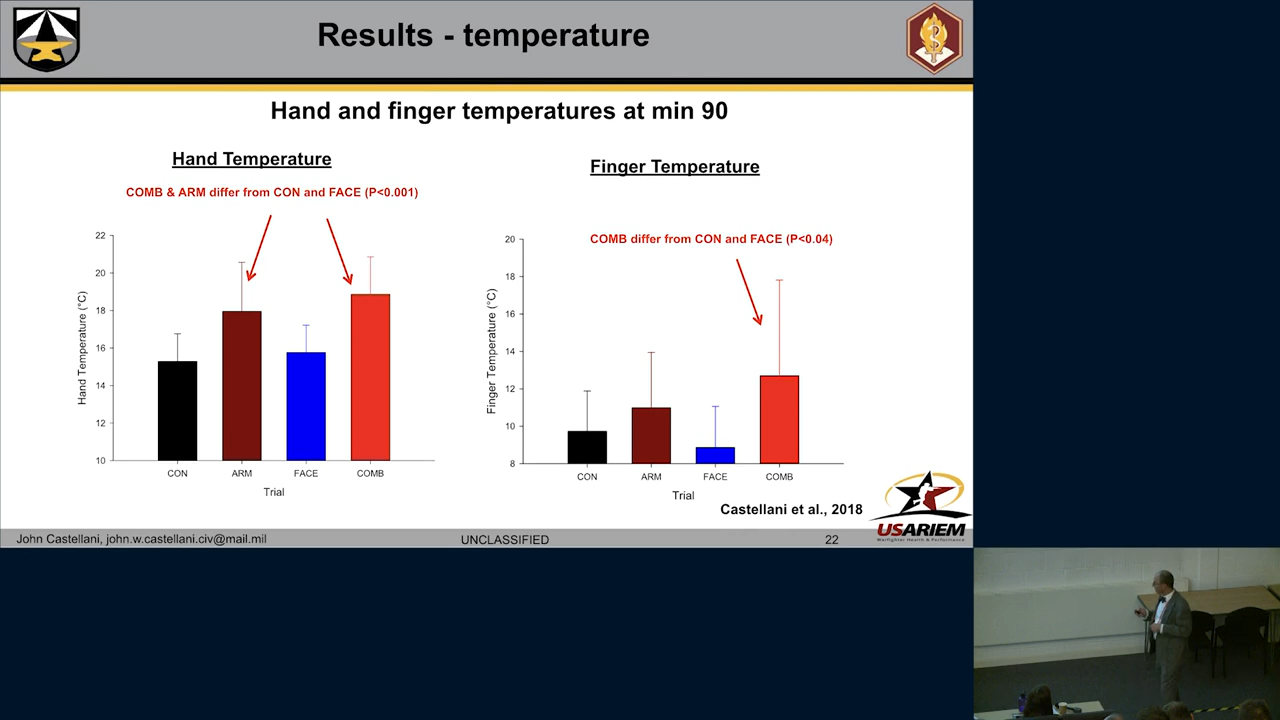 Results - temperature
Hand and finger temperatures at min 90
Hand Temperature
COMB & ARM differ from CON and FACE (P<0.001)
Hand Temperature (°C)
22
20
18
16
14
12
10
CON
ARM
FACE
COMB
Trial
Finger Temperature
COMB differ from CON and FACE (P<0.04)
Finger Temperature (°C)
20
18
16
14
12
10
8
CON
ARM
FACE
COMB
Trial
Castellani et al., 2018
USARIEM
Warfighter Health & Performance
John Castellani, john.w.castellani.civ@mail.mil
UNCLASSIFIED
22